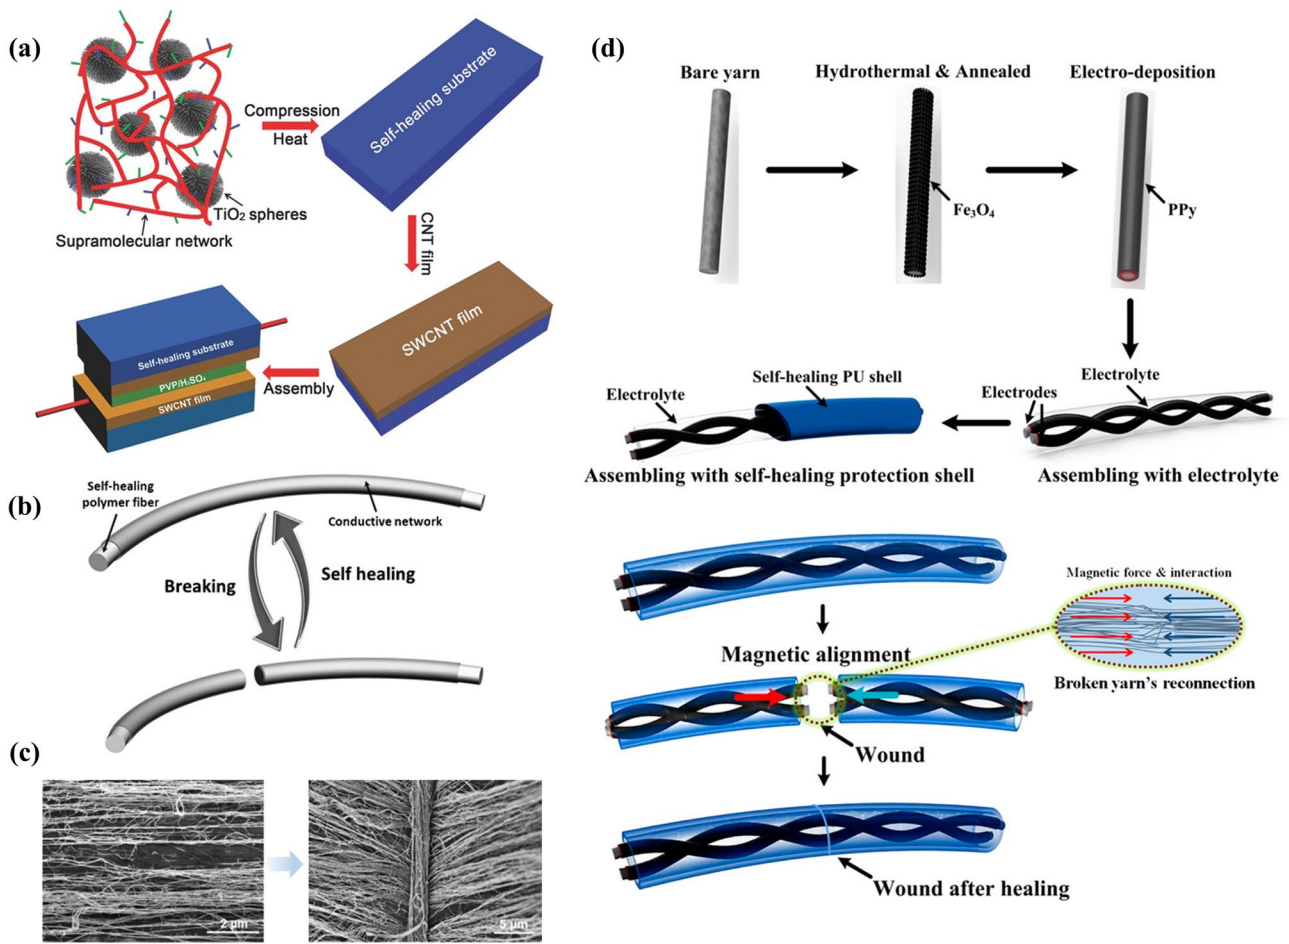 (a)
Compression
Heat
Self-healing substrate
TiO₂ spheres
Supramolecular network
CNT film
SWCNT film
Assembly
Self-healing substrate
PVP/H₂SO₄
SWCNT film
(b)
Self-healing
polymer fiber
Conductive network
Breaking
Self healing
(c)
2 μm
5 μm
(d)
Bare yarn
Hydrothermal & Annealed
Electro-deposition
Fe₃O₄
PPy
Electrolyte
Self-healing PU shell
Electrodes
Electrolyte
Assembling with self-healing protection shell
Assembling with electrolyte
Magnetic force & interaction
Magnetic alignment
Broken yarn's reconnection
Wound
Wound after healing